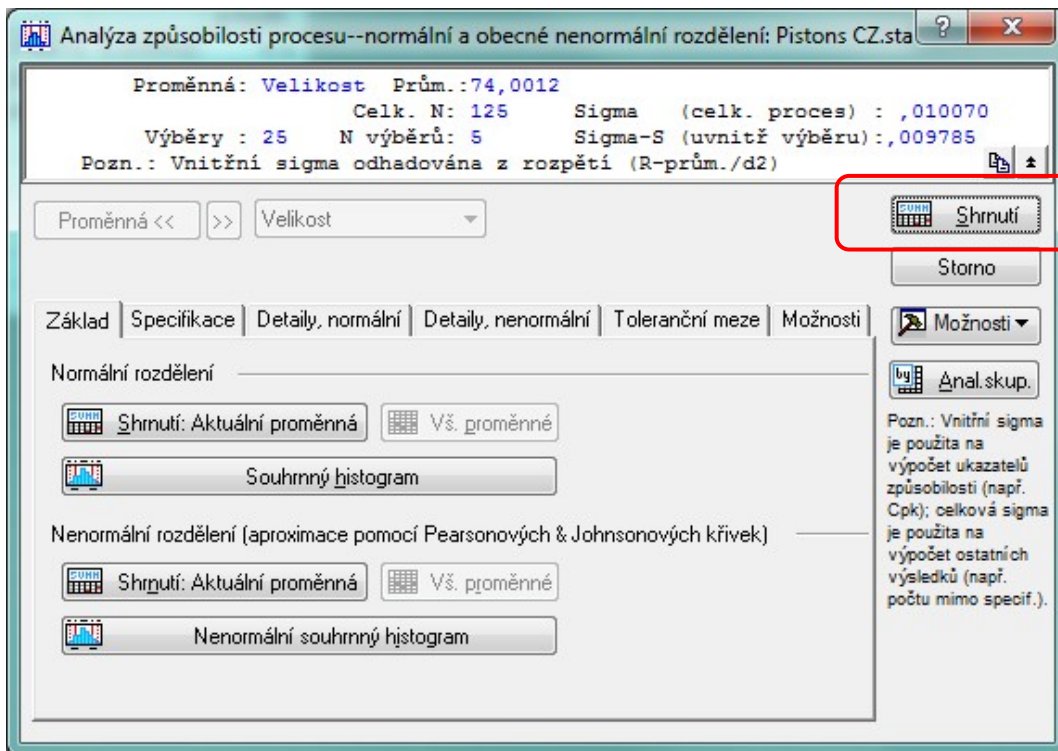 Analýza způsobilosti procesu--normální a obecné nenormální rozdělení: Pistons CZ.sta
Proměnná: Velikost Prům.:74,0012
Celk. N: 125 Sigma (celk. proces) : ,010070
Výběry : 25 N výběrů: 5 Sigma-S (uvnitř výběru):,009785
Pozn.: Vnitřní sigma odhadována z rozpětí (R-prům./d2)
Proměnná << >> Velikost
SUMM Shrnutí
Storno
Základ Specifikace Detaily, normální Detaily, nenormální Toleranční meze Možnosti
Možnosti
Normální rozdělení
by Anal.skup.
SUMM Shrnutí: Aktuální proměnná Vš. proměnné
Souhrnný histogram
Nenormální rozdělení (aproximace pomocí Pearsonových & Johnsonových křivek)
SUMM Shrnutí: Aktuální proměnná Vš. proměnné
Nenormální souhrnný histogram
Pozn.: Vnitřní sigma
je použita na
výpočet ukazatelů
způsobilosti (např.
Cpk); celková sigma
je použita na
výpočet ostatních
výsledků (např.
počtu mimo specif.).